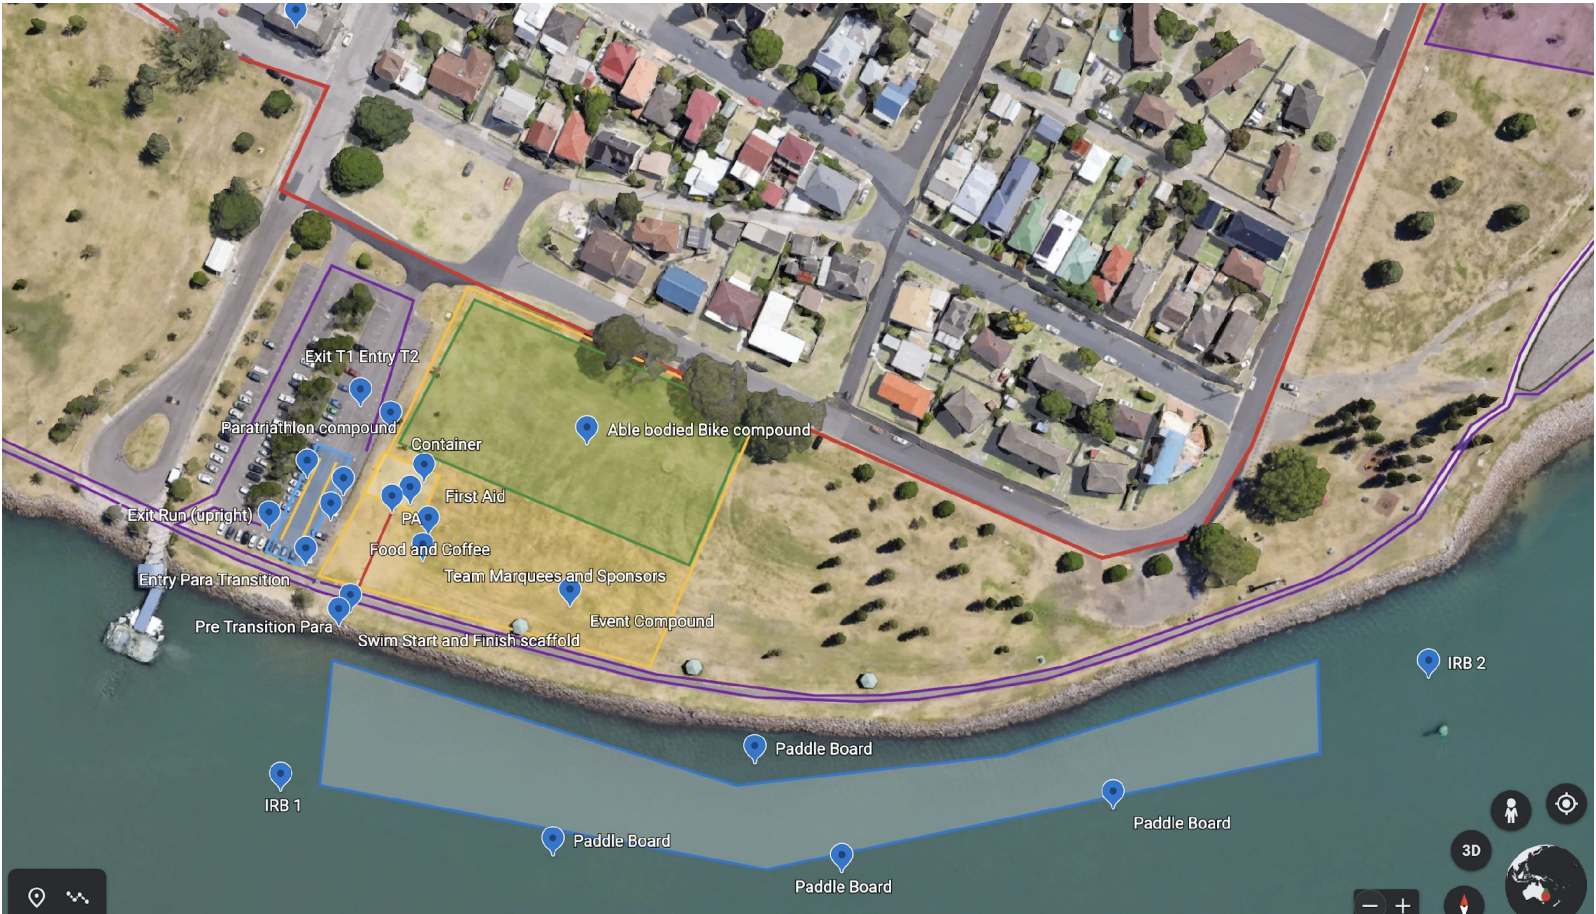 Exit T1 Entry T2
Paratriathlon compound
Able bodied Bike compound
Container
First Aid
Exit Run (upright)
PA
Food and Coffee
Team Marquees and Sponsors
Entry Para Transition
Event Compound
Pre Transition Para
Swim Start and Finish scaffold
IRB 2
Paddle Board
IRB 1
Paddle Board
Paddle Board
Paddle Board
3D